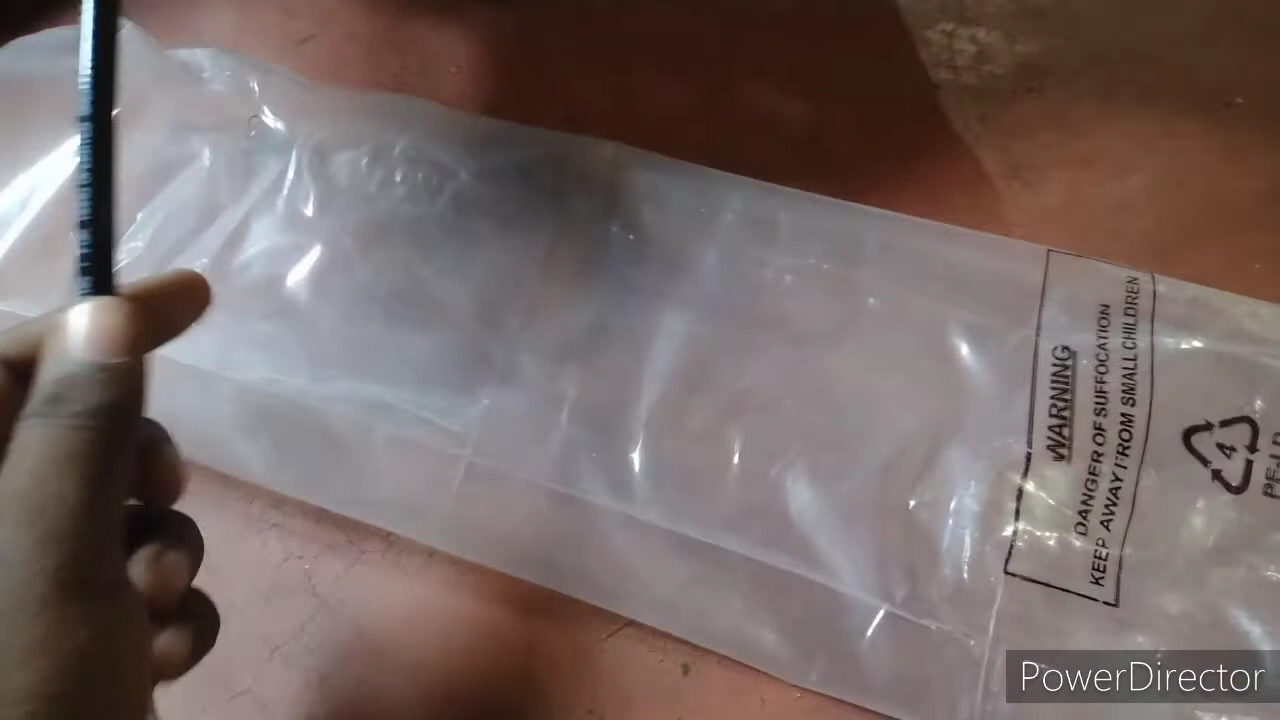 WARNING
DANGER OF SUFFOCATION
KEEP AWAY FROM SMALL CHILDREN
4
PowerDirector